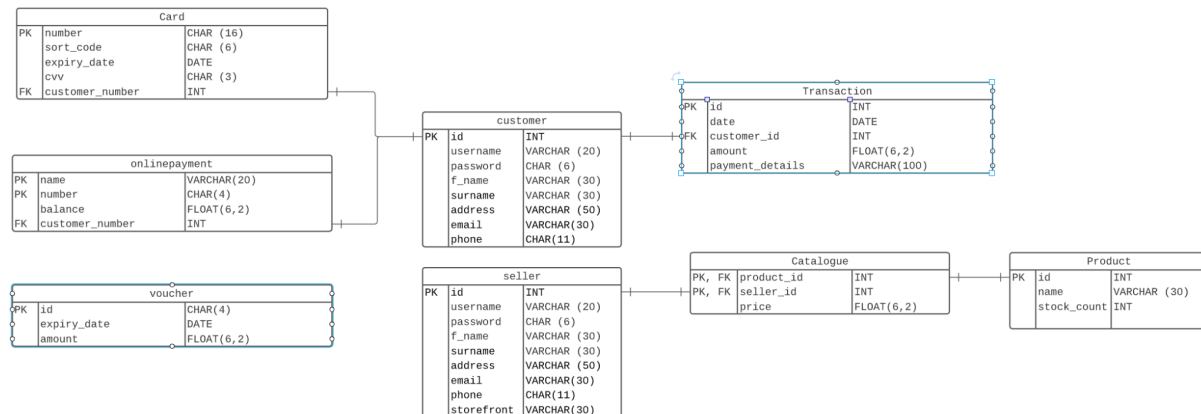 Card
PK number CHAR (16)
sort_code CHAR (6)
expiry_date DATE
cvv CHAR (3)
FK customer_number INT
onlinepayment
PK name VARCHAR(20)
PK number CHAR(4)
balance FLOAT(6,2)
FK customer_number INT
voucher
PK id CHAR(4)
expiry_date DATE
amount FLOAT(6,2)
customer
PK id INT
username VARCHAR (20)
password CHAR (6)
f_name VARCHAR (30)
surname VARCHAR (30)
address VARCHAR (50)
email VARCHAR(30)
phone CHAR(11)
seller
PK id INT
username VARCHAR (20)
password CHAR (6)
f_name VARCHAR (30)
surname VARCHAR (30)
address VARCHAR (50)
email VARCHAR(30)
phone CHAR(11)
storefront VARCHAR(30)
Transaction
PK id INT
date DATE
FK customer_id INT
amount FLOAT(6,2)
payment_details VARCHAR(100)
Catalogue
PK, FK product_id INT
PK, FK seller_id INT
price FLOAT(6,2)
Product
PK id INT
name VARCHAR (30)
stock_count INT